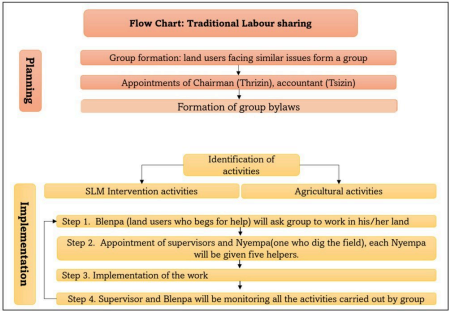 Flow Chart: Traditional Labour sharing
Planning
Group formation: land users facing similar issues form a group
Appointments of Chairman (Thrizin), accountant (Tsizin)
Formation of group bylaws
Identification of
activities
SLM Intervention activities
Agricultural activities
Implementation
Step 1.  Blenpa (land users who begs for help) will ask group to work in his/her land
Step 2.  Appointment of supervisors and Nyempa(one who dig the field), each Nyempa
will be given five helpers.
Step 3. Implementation of the work
Step 4. Supervisor and Blenpa will be monitoring all the activities carried out by group